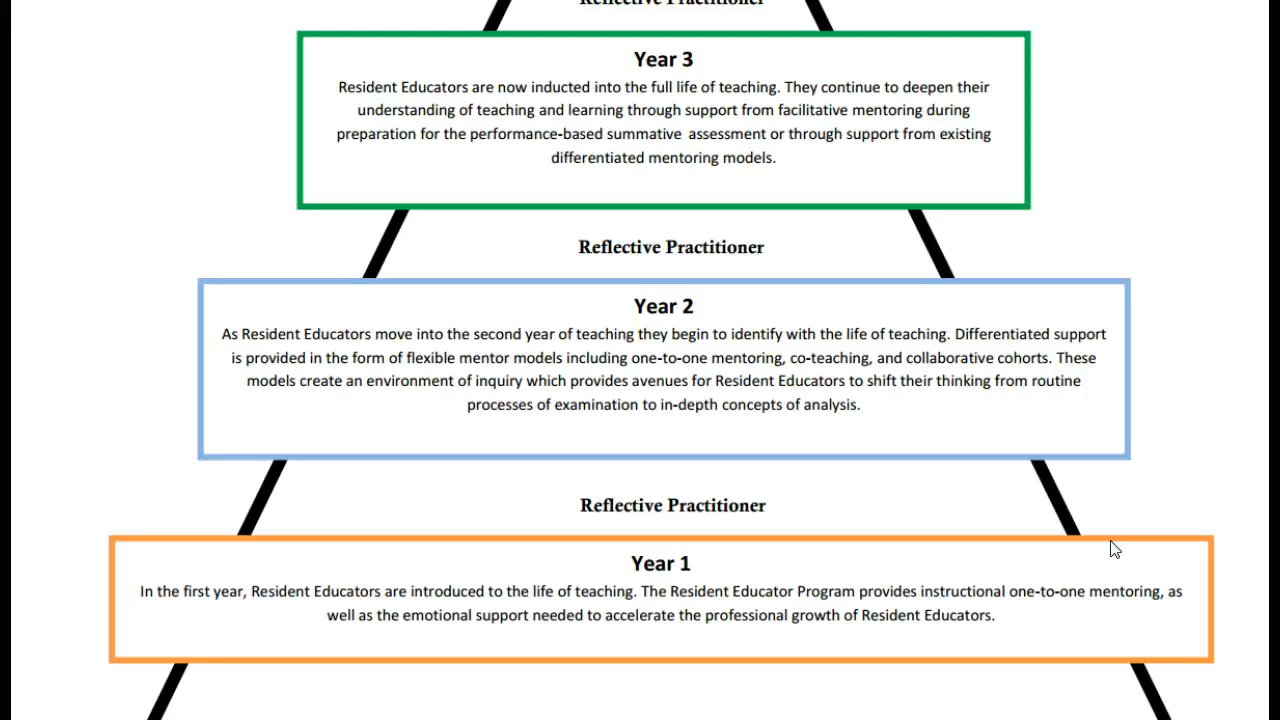 Reflective Practitioner
Year 3
Resident Educators are now inducted into the full life of teaching. They continue to deepen their
understanding of teaching and learning through support from facilitative mentoring during
preparation for the performance-based summative assessment or through support from existing
differentiated mentoring models.
Reflective Practitioner
Year 2
As Resident Educators move into the second year of teaching they begin to identify with the life of teaching. Differentiated support
is provided in the form of flexible mentor models including one-to-one mentoring, co-teaching, and collaborative cohorts. These
models create an environment of inquiry which provides avenues for Resident Educators to shift their thinking from routine
processes of examination to in-depth concepts of analysis.
Reflective Practitioner
Year 1
In the first year, Resident Educators are introduced to the life of teaching. The Resident Educator Program provides instructional one-to-one mentoring, as
well as the emotional support needed to accelerate the professional growth of Resident Educators.